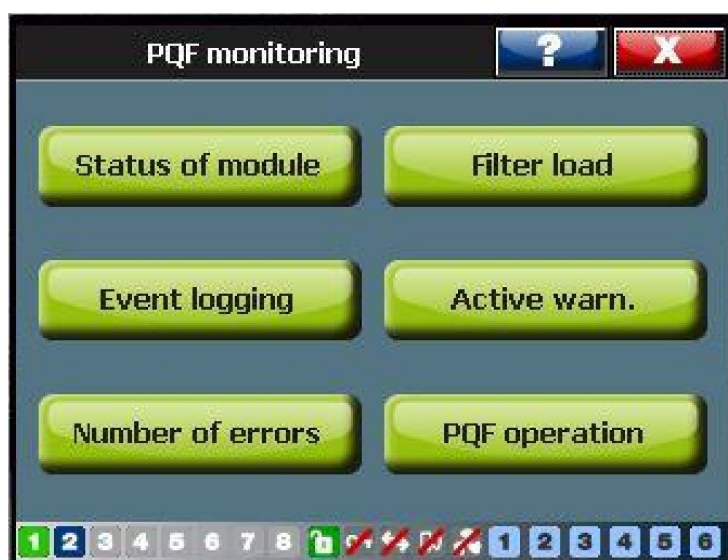 PQF monitoring ? X
Status of module Filter load
Event logging Active warn.
Number of errors PQF operation
1 2 3 4 5 6 7 8 1 2 3 4 5 6